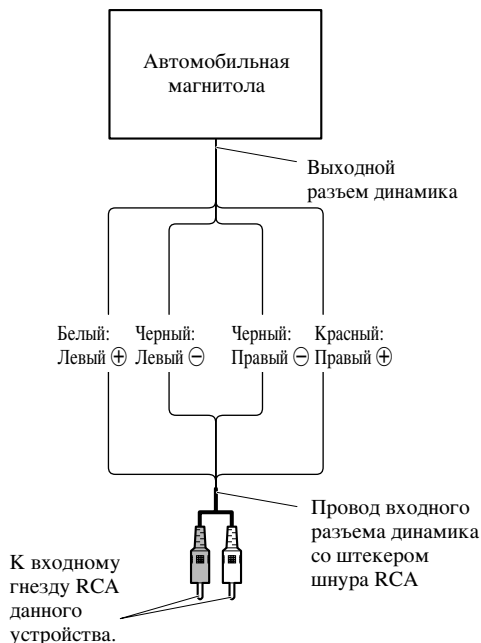 Автомобильная
магнитола
Выходной
разъем динамика
Белый:
Левый ⊕
Черный:
Левый ⊖
Черный:
Правый ⊖
Красный:
Правый ⊕
Провод входного
разъема динамика
со штекером
шнура RCA
К входному
гнезду RCA
данного
устройства.